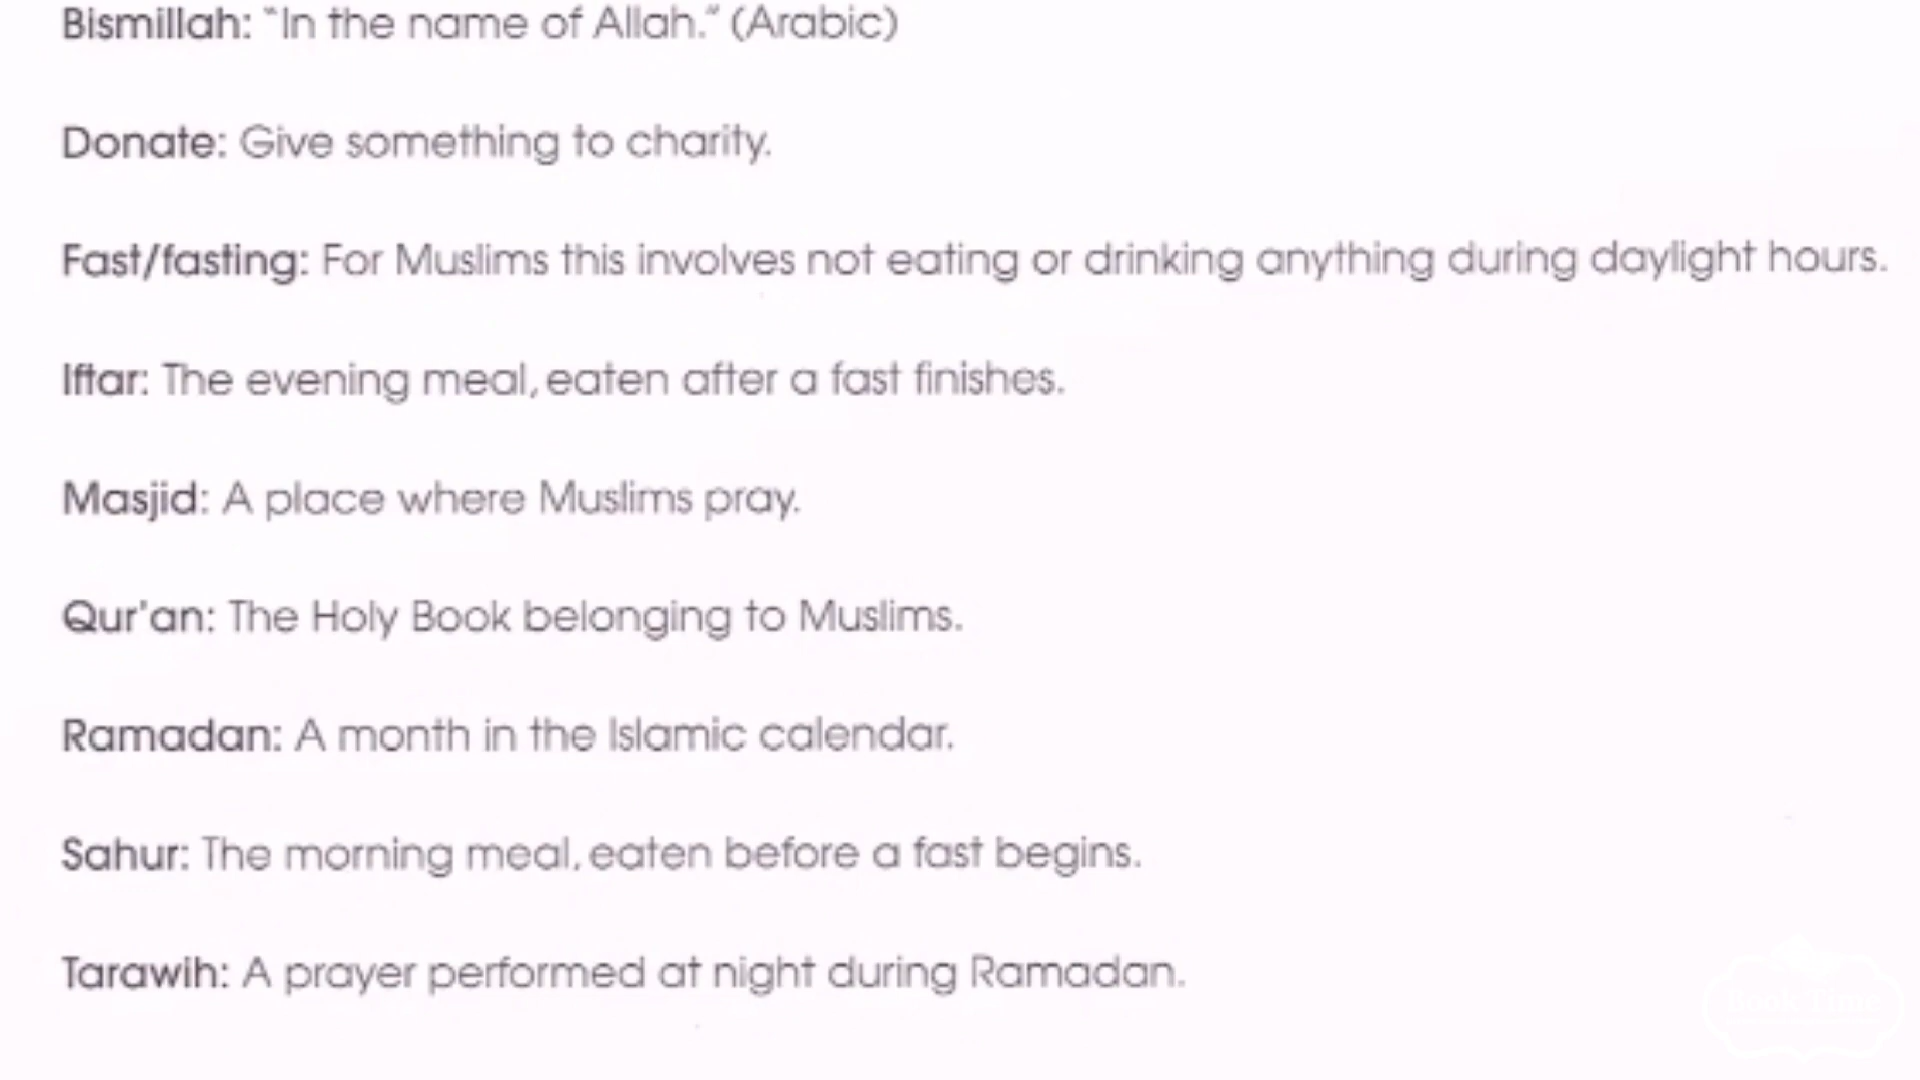 Bismillah: “In the name of Allah.” (Arabic)
Donate: Give something to charity.
Fast/fasting: For Muslims this involves not eating or drinking anything during daylight hours.
Iftar: The evening meal, eaten after a fast finishes.
Masjid: A place where Muslims pray.
Qur'an: The Holy Book belonging to Muslims.
Ramadan: A month in the Islamic calendar.
Sahur: The morning meal, eaten before a fast begins.
Tarawih: A prayer performed at night during Ramadan.
Book Time